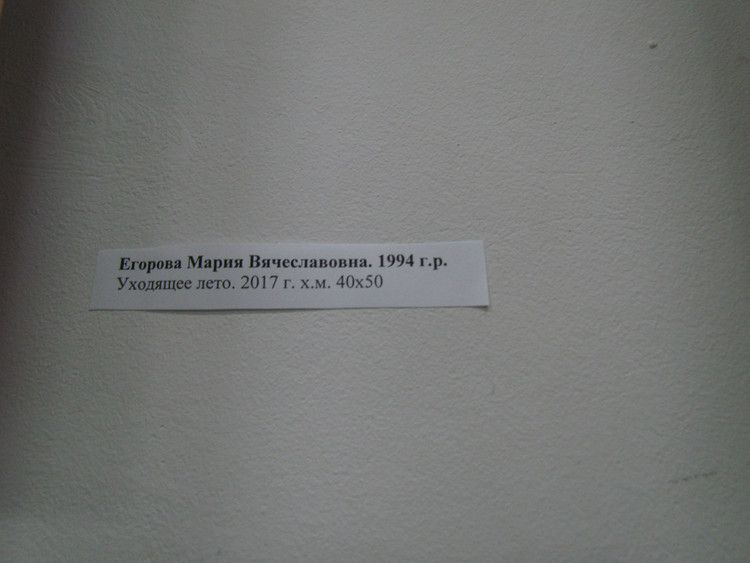 Егорова Мария Вячеславовна. 1994 г.р.
Уходящее лето. 2017 г. х.м. 40х50